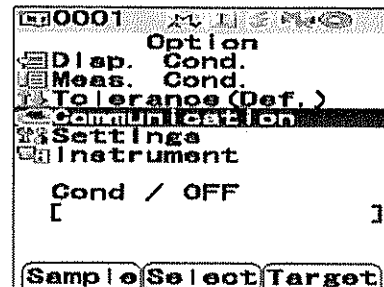 0001
Option
Disp. Cond.
Meas. Cond.
Tolerance(Def.)
Communication
Settings
Instrument
Cond / OFF
[ ]
Sample Select Target